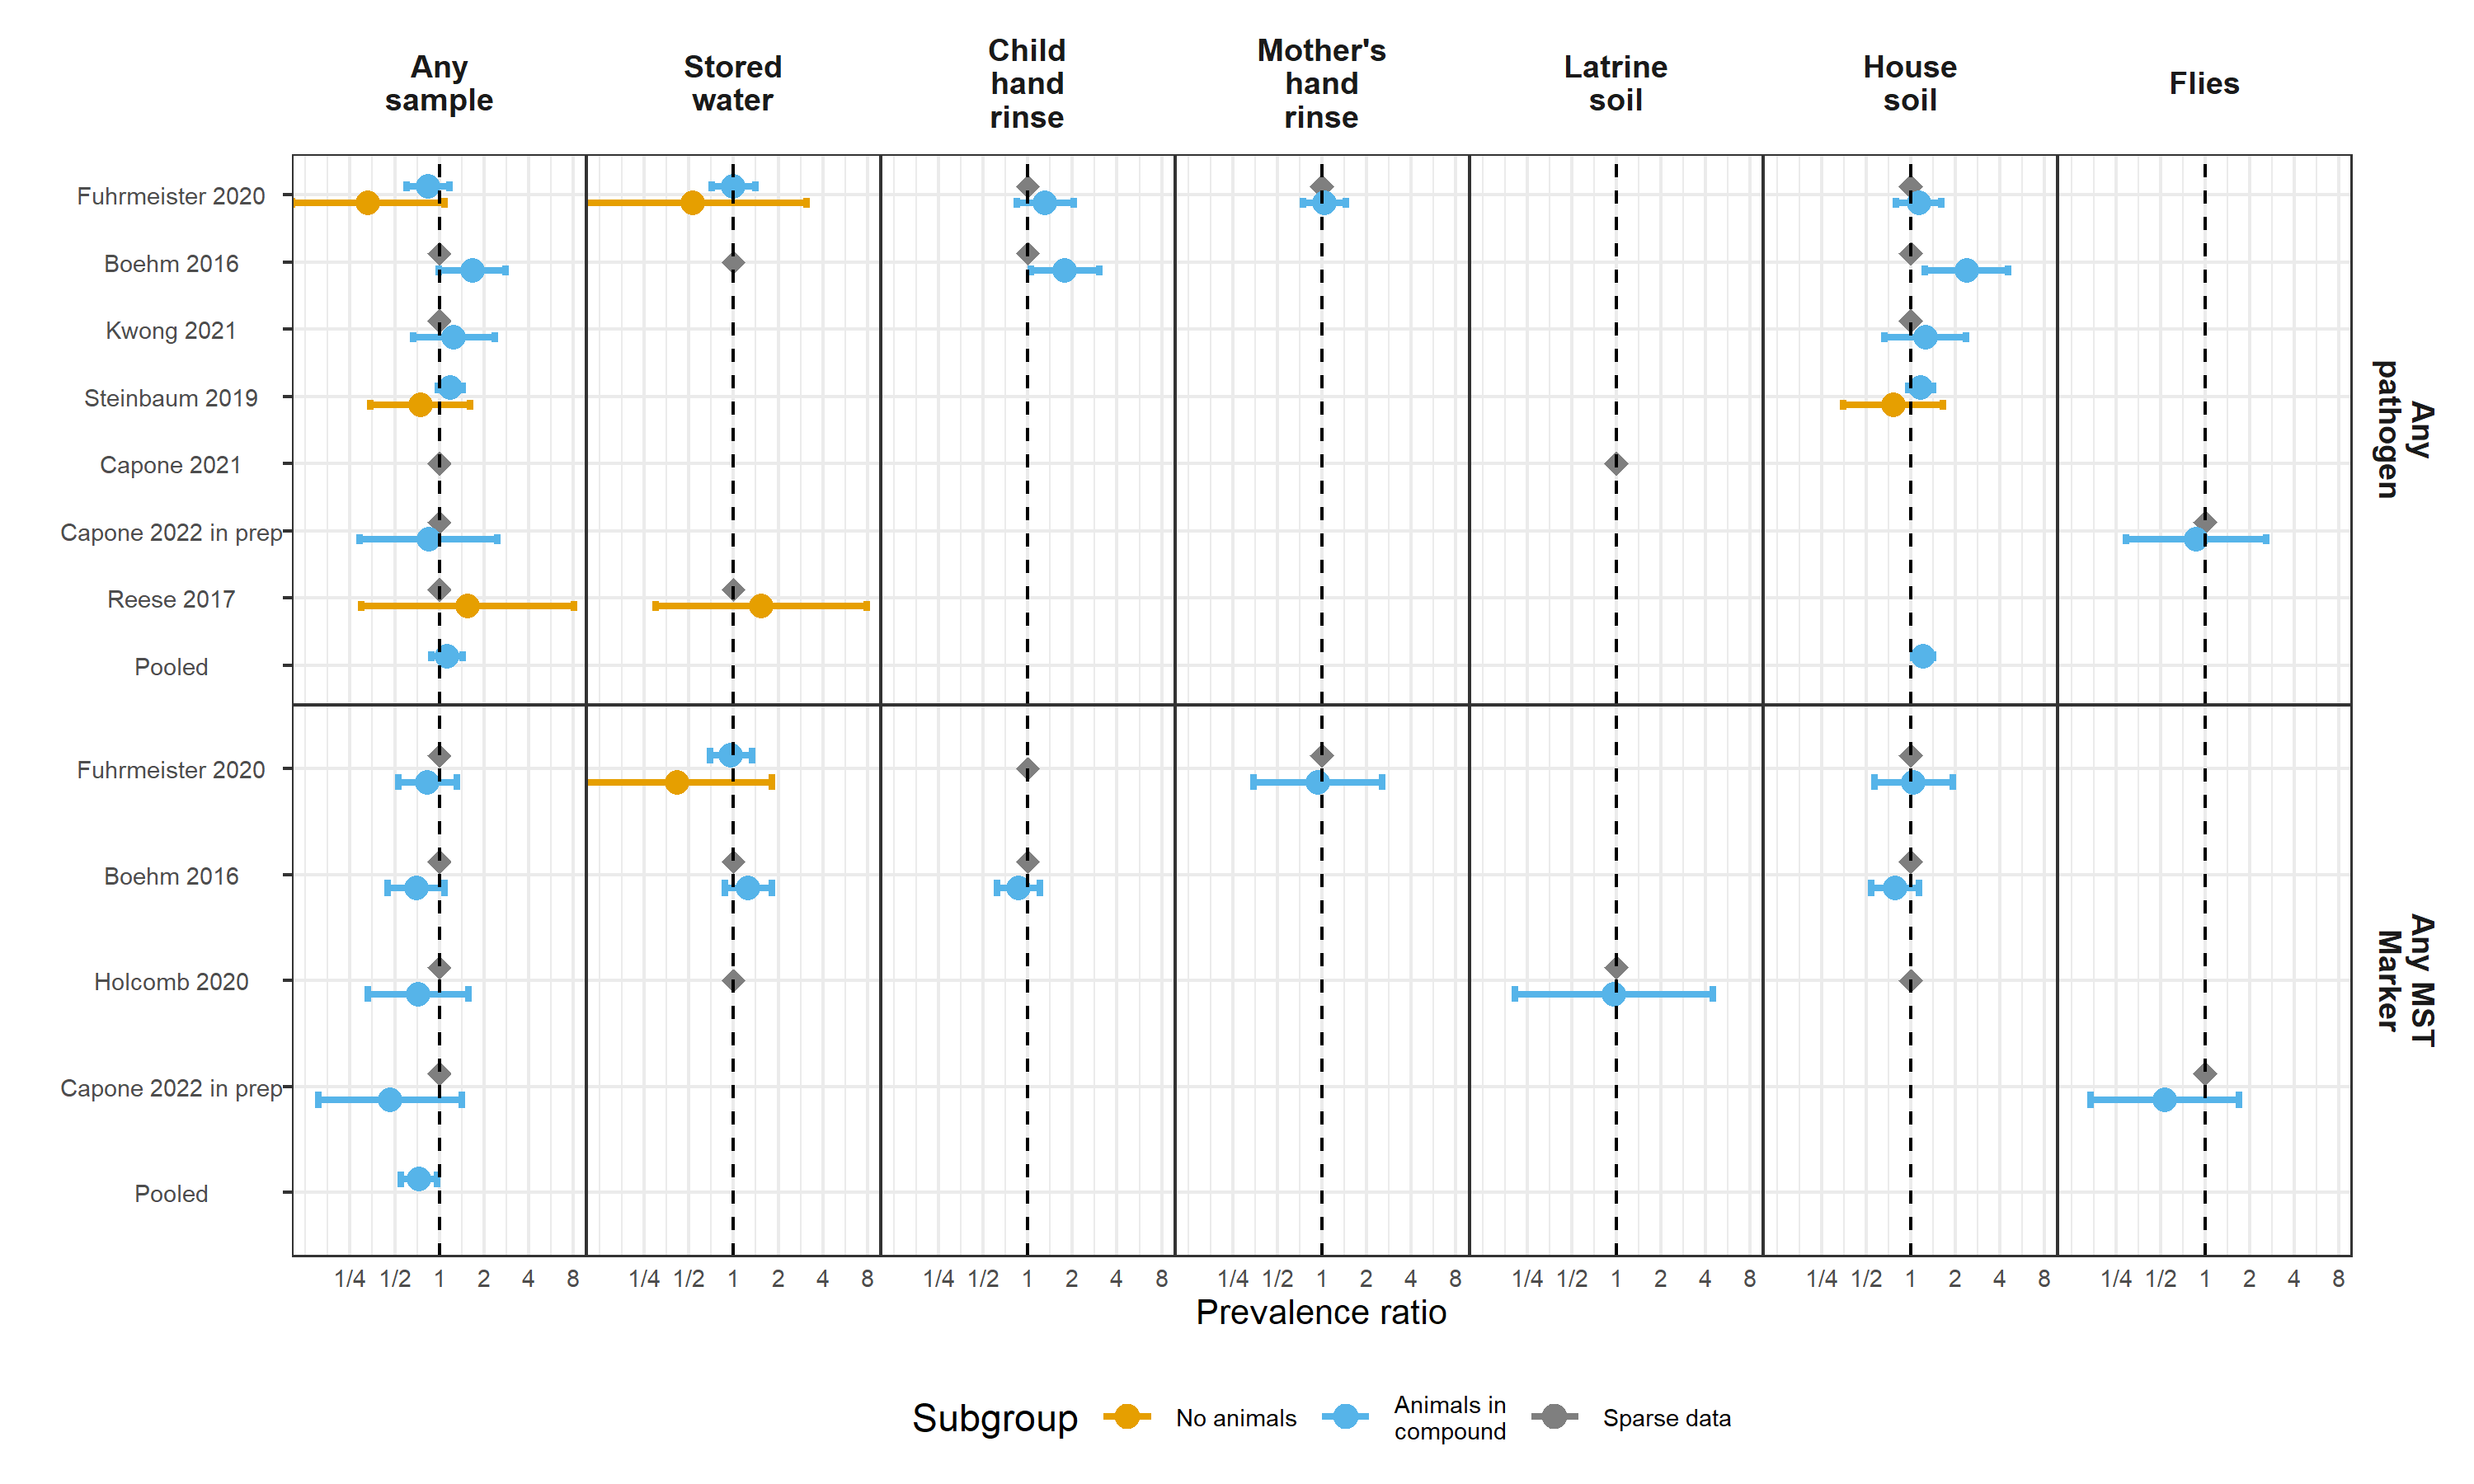 Any
sample
Stored
water
Child
hand
rinse
Mother's
hand
rinse
Latrine
soil
House
soil
Flies
Fuhrmeister 2020
Boehm 2016
Kwong 2021
Steinbaum 2019
Capone 2021
Capone 2022 in prep
Reese 2017
Pooled
Any
pathogen
Fuhrmeister 2020
Boehm 2016
Holcomb 2020
Capone 2022 in prep
Pooled
Any MST
Marker
1/4 1/2 1 2 4 8 1/4 1/2 1 2 4 8 1/4 1/2 1 2 4 8 1/4 1/2 1 2 4 8 1/4 1/2 1 2 4 8 1/4 1/2 1 2 4 8 1/4 1/2 1 2 4 8
Prevalence ratio
Subgroup No animals Animals in
compound Sparse data